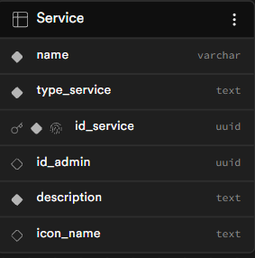 Service
name varchar
type_service text
id_service uuid
id_admin uuid
description text
icon_name text